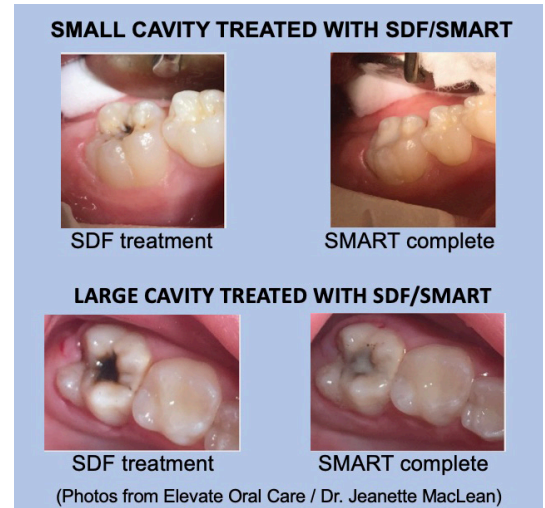 SMALL CAVITY TREATED WITH SDF/SMART
SDF treatment
SMART complete
LARGE CAVITY TREATED WITH SDF/SMART
SDF treatment
SMART complete
(Photos from Elevate Oral Care / Dr. Jeanette MacLean)